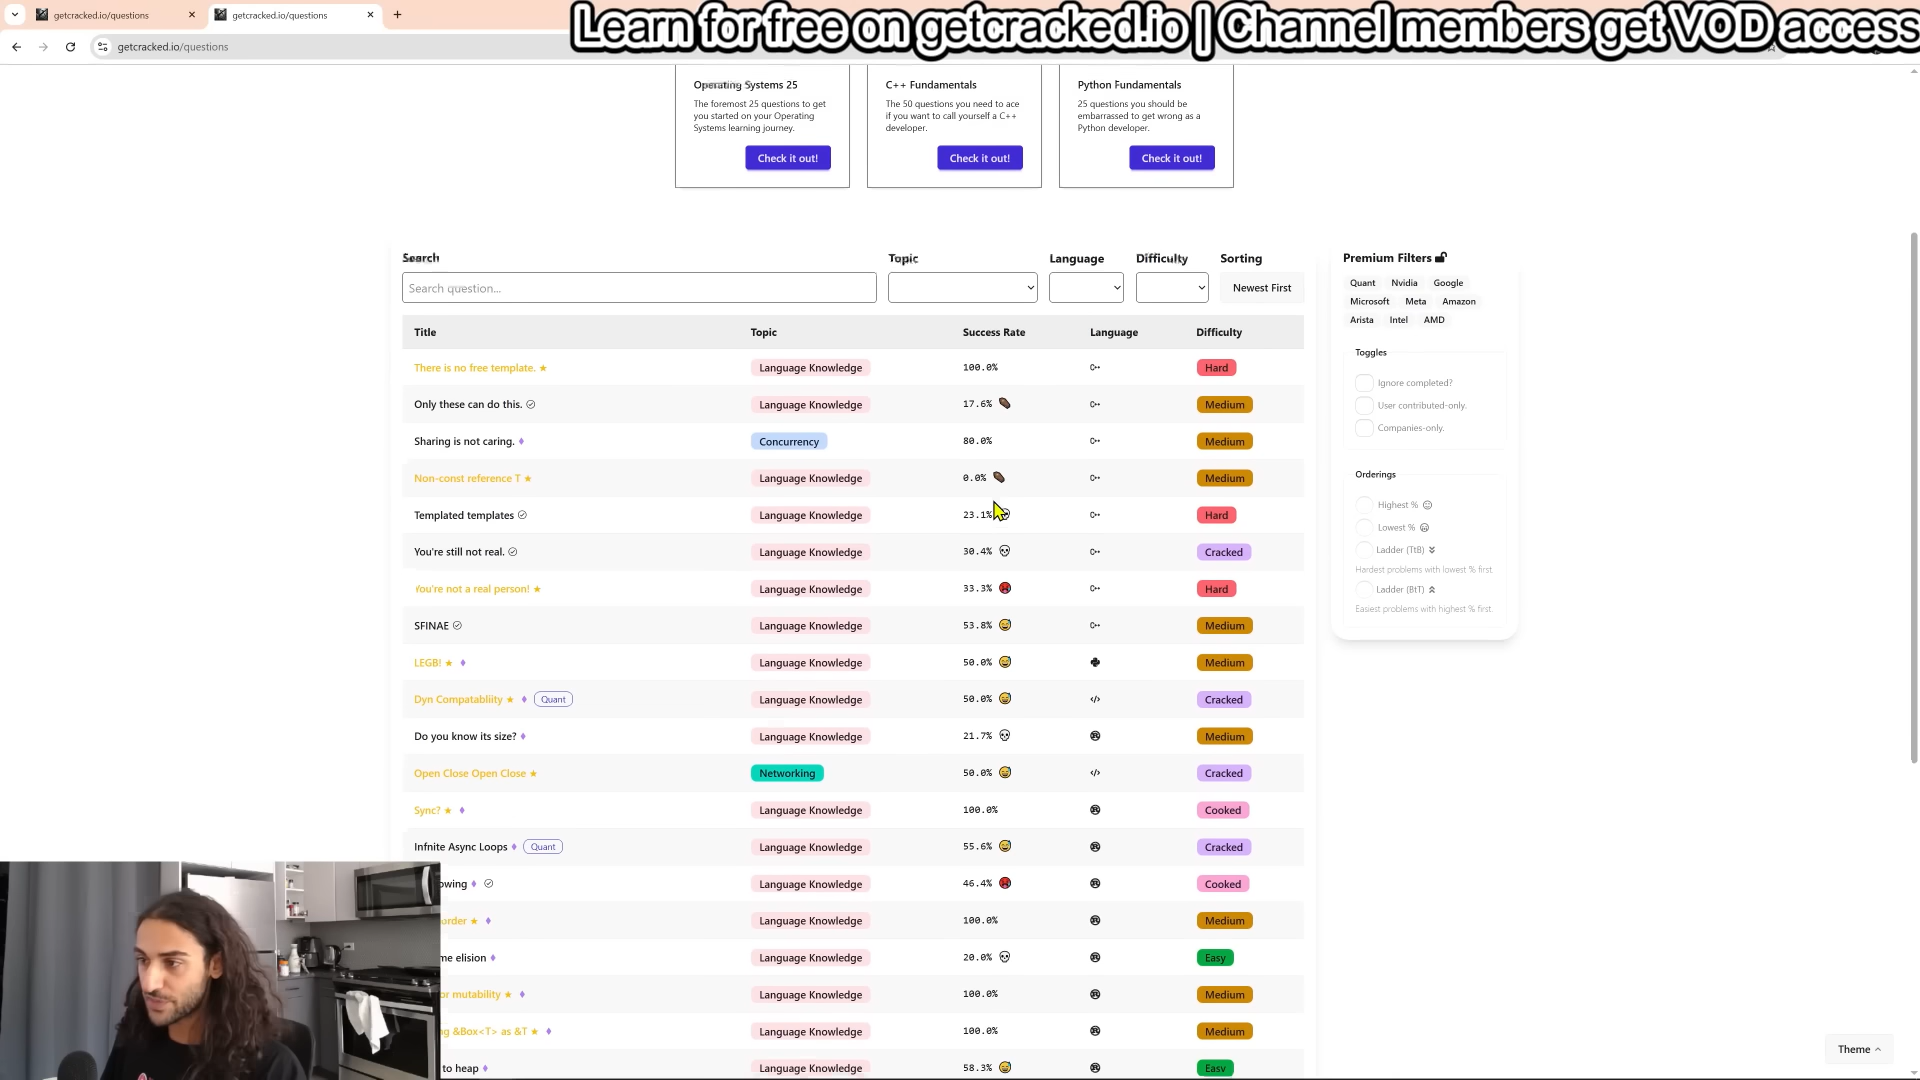 getcracked.io/questions
getcracked.io/questions
getcracked.io/questions
Learn for free on getcracked.io | Channel members get VOD access
Operating Systems 25
The foremost 25 questions to get
you started on your Operating
Systems learning journey.
Check it out!
C++ Fundamentals
The 50 questions you need to ace
if you want to call yourself a C++
developer.
Check it out!
Python Fundamentals
25 questions you should be
embarrassed to get wrong as a
Python developer.
Check it out!
Search Topic Language Difficulty Sorting
Search question... Newest First
Title Topic Success Rate Language Difficulty
There is no free template. Language Knowledge 100.0% C++ Hard
Only these can do this. Language Knowledge 17.6% C++ Medium
Sharing is not caring. Concurrency 80.0% C++ Medium
Non-const reference T Language Knowledge 0.0% C++ Medium
Templated templates Language Knowledge 23.1% C++ Hard
You're still not real. Language Knowledge 30.4% C++ Cracked
You're not a real person! Language Knowledge 33.3% C++ Hard
SFINAE Language Knowledge 53.8% C++ Medium
LEGB! Language Knowledge 50.0% Medium
Dyn Compatabliity Quant Language Knowledge 50.0% </> Cracked
Do you know its size? Language Knowledge 21.7% Medium
Open Close Open Close Networking 50.0% </> Cracked
Sync? Language Knowledge 100.0% Cooked
Infnite Async Loops Quant Language Knowledge 55.6% Cracked
owing Language Knowledge 46.4% Cooked
order Language Knowledge 100.0% Medium
me elision Language Knowledge 20.0% Easy
or mutability Language Knowledge 100.0% Medium
g &Box<T> as &T Language Knowledge 100.0% Medium
to heap Language Knowledge 58.3% Easy
Premium Filters
Quant Nvidia Google
Microsoft Meta Amazon
Arista Intel AMD
Toggles
Ignore completed?
User contributed-only.
Companies-only.
Orderings
Highest %
Lowest %
Ladder (TtB)
Hardest problems with lowest % first.
Ladder (BtT)
Easiest problems with highest % first.
Theme